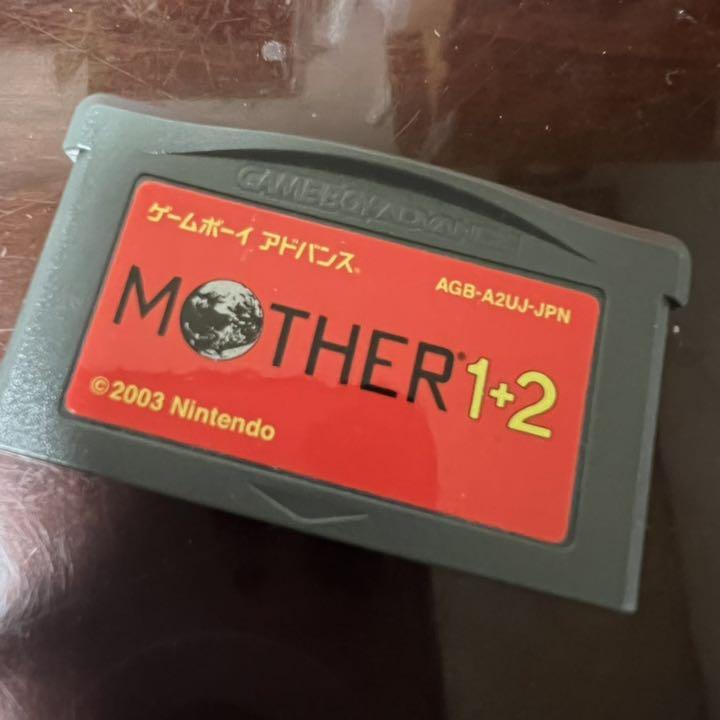 GAME BOY ADVANCE
ゲームボーイ アドバンス®
AGB-A2UJ-JPN
MOTHER® 1+2
©2003 Nintendo